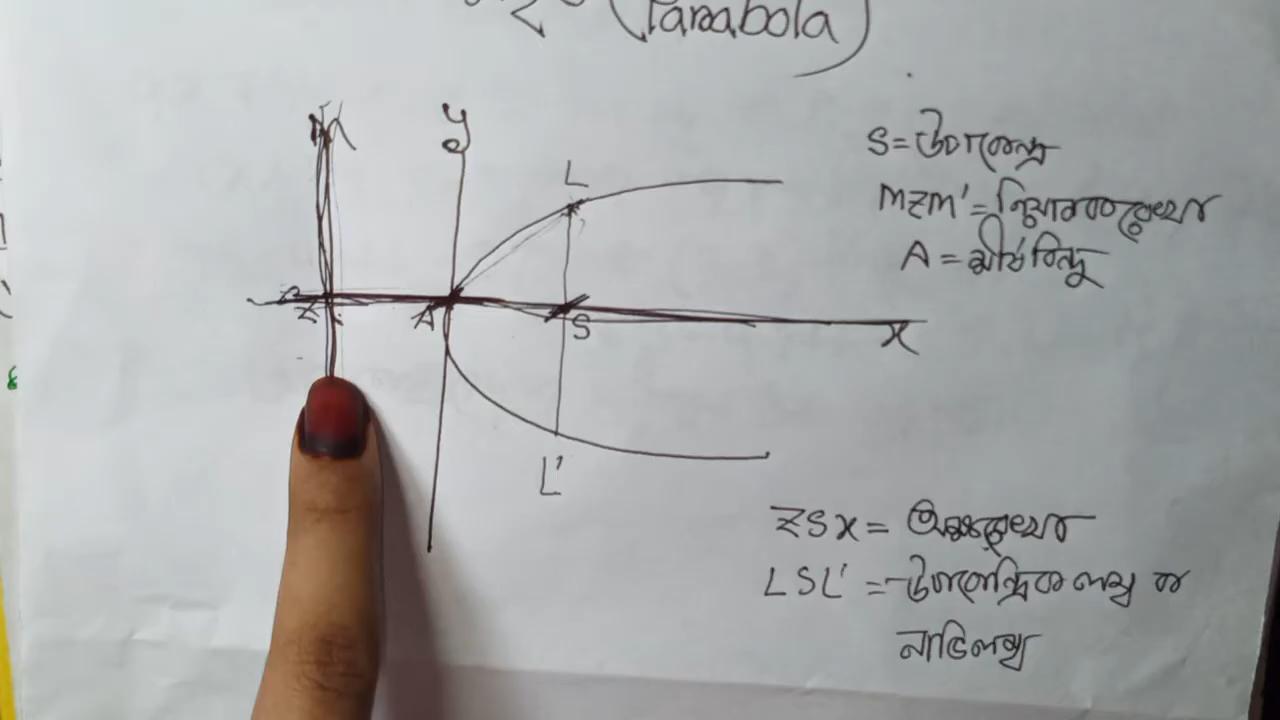 (Parabola)
M
y
L
Z
A
S
x
L'
S = উপকেন্দ্র
MZM' = নিয়ামকরেখা
A = শীর্ষবিন্দু
ZSX = অক্ষরেখা
LSL' = উপকেন্দ্রিক লম্ব বা
নাভিলম্ব